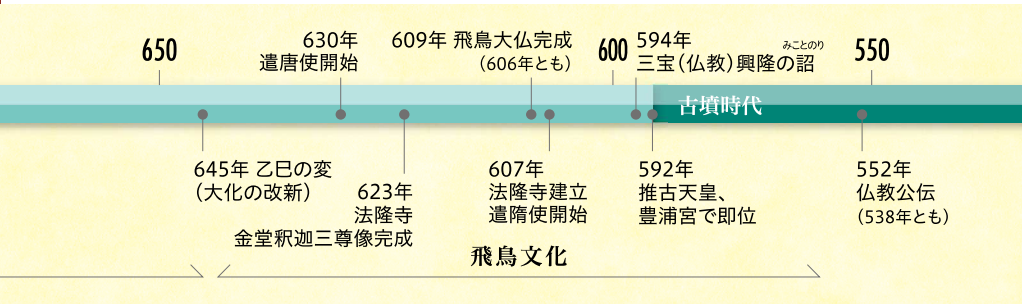 650
630年
遣唐使開始
609年 飛鳥大仏完成
（606年とも）
600
594年
みことのり
三宝（仏教）興隆の詔
550
古墳時代
645年 乙巳の変
（大化の改新）
623年
法隆寺
金堂釈迦三尊像完成
607年
法隆寺建立
遣隋使開始
592年
推古天皇、
豊浦宮で即位
552年
仏教公伝
（538年とも）
飛鳥文化